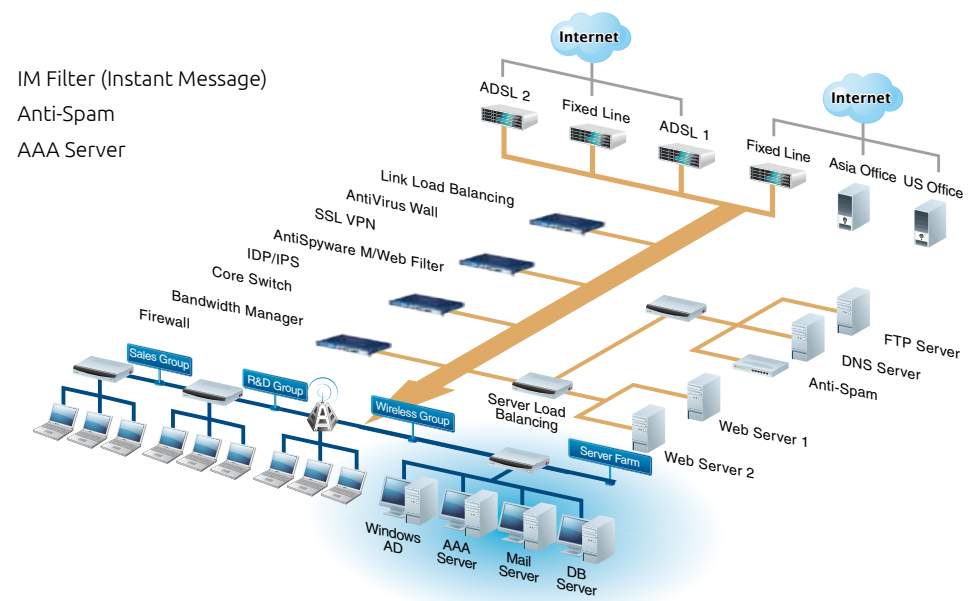 Internet
IM Filter (Instant Message)
Anti-Spam
AAA Server
ADSL 2
Fixed Line
ADSL 1
Internet
Fixed Line
Asia Office
US Office
Link Load Balancing
AntiVirus Wall
SSL VPN
AntiSpyware M/Web Filter
IDP/IPS
Core Switch
Bandwidth Manager
Firewall
FTP Server
DNS Server
Anti-Spam
Sales Group
R&D Group
Wireless Group
Server Load
Balancing
Web Server 1
Web Server 2
Server Farm
Windows
AD
AAA
Server
Mail
Server
DB
Server